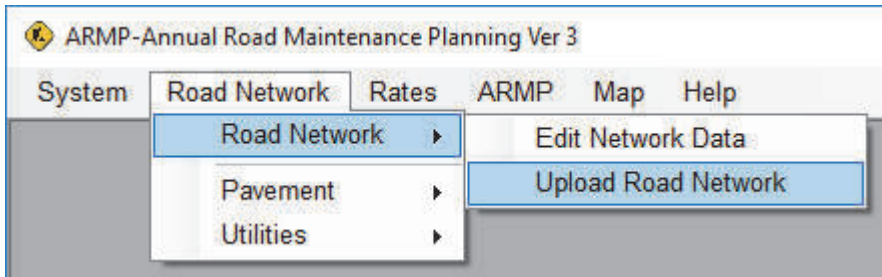 ARMP-Annual Road Maintenance Planning Ver 3
System Road Network Rates ARMP Map Help
Road Network Edit Network Data
Upload Road Network
Pavement
Utilities